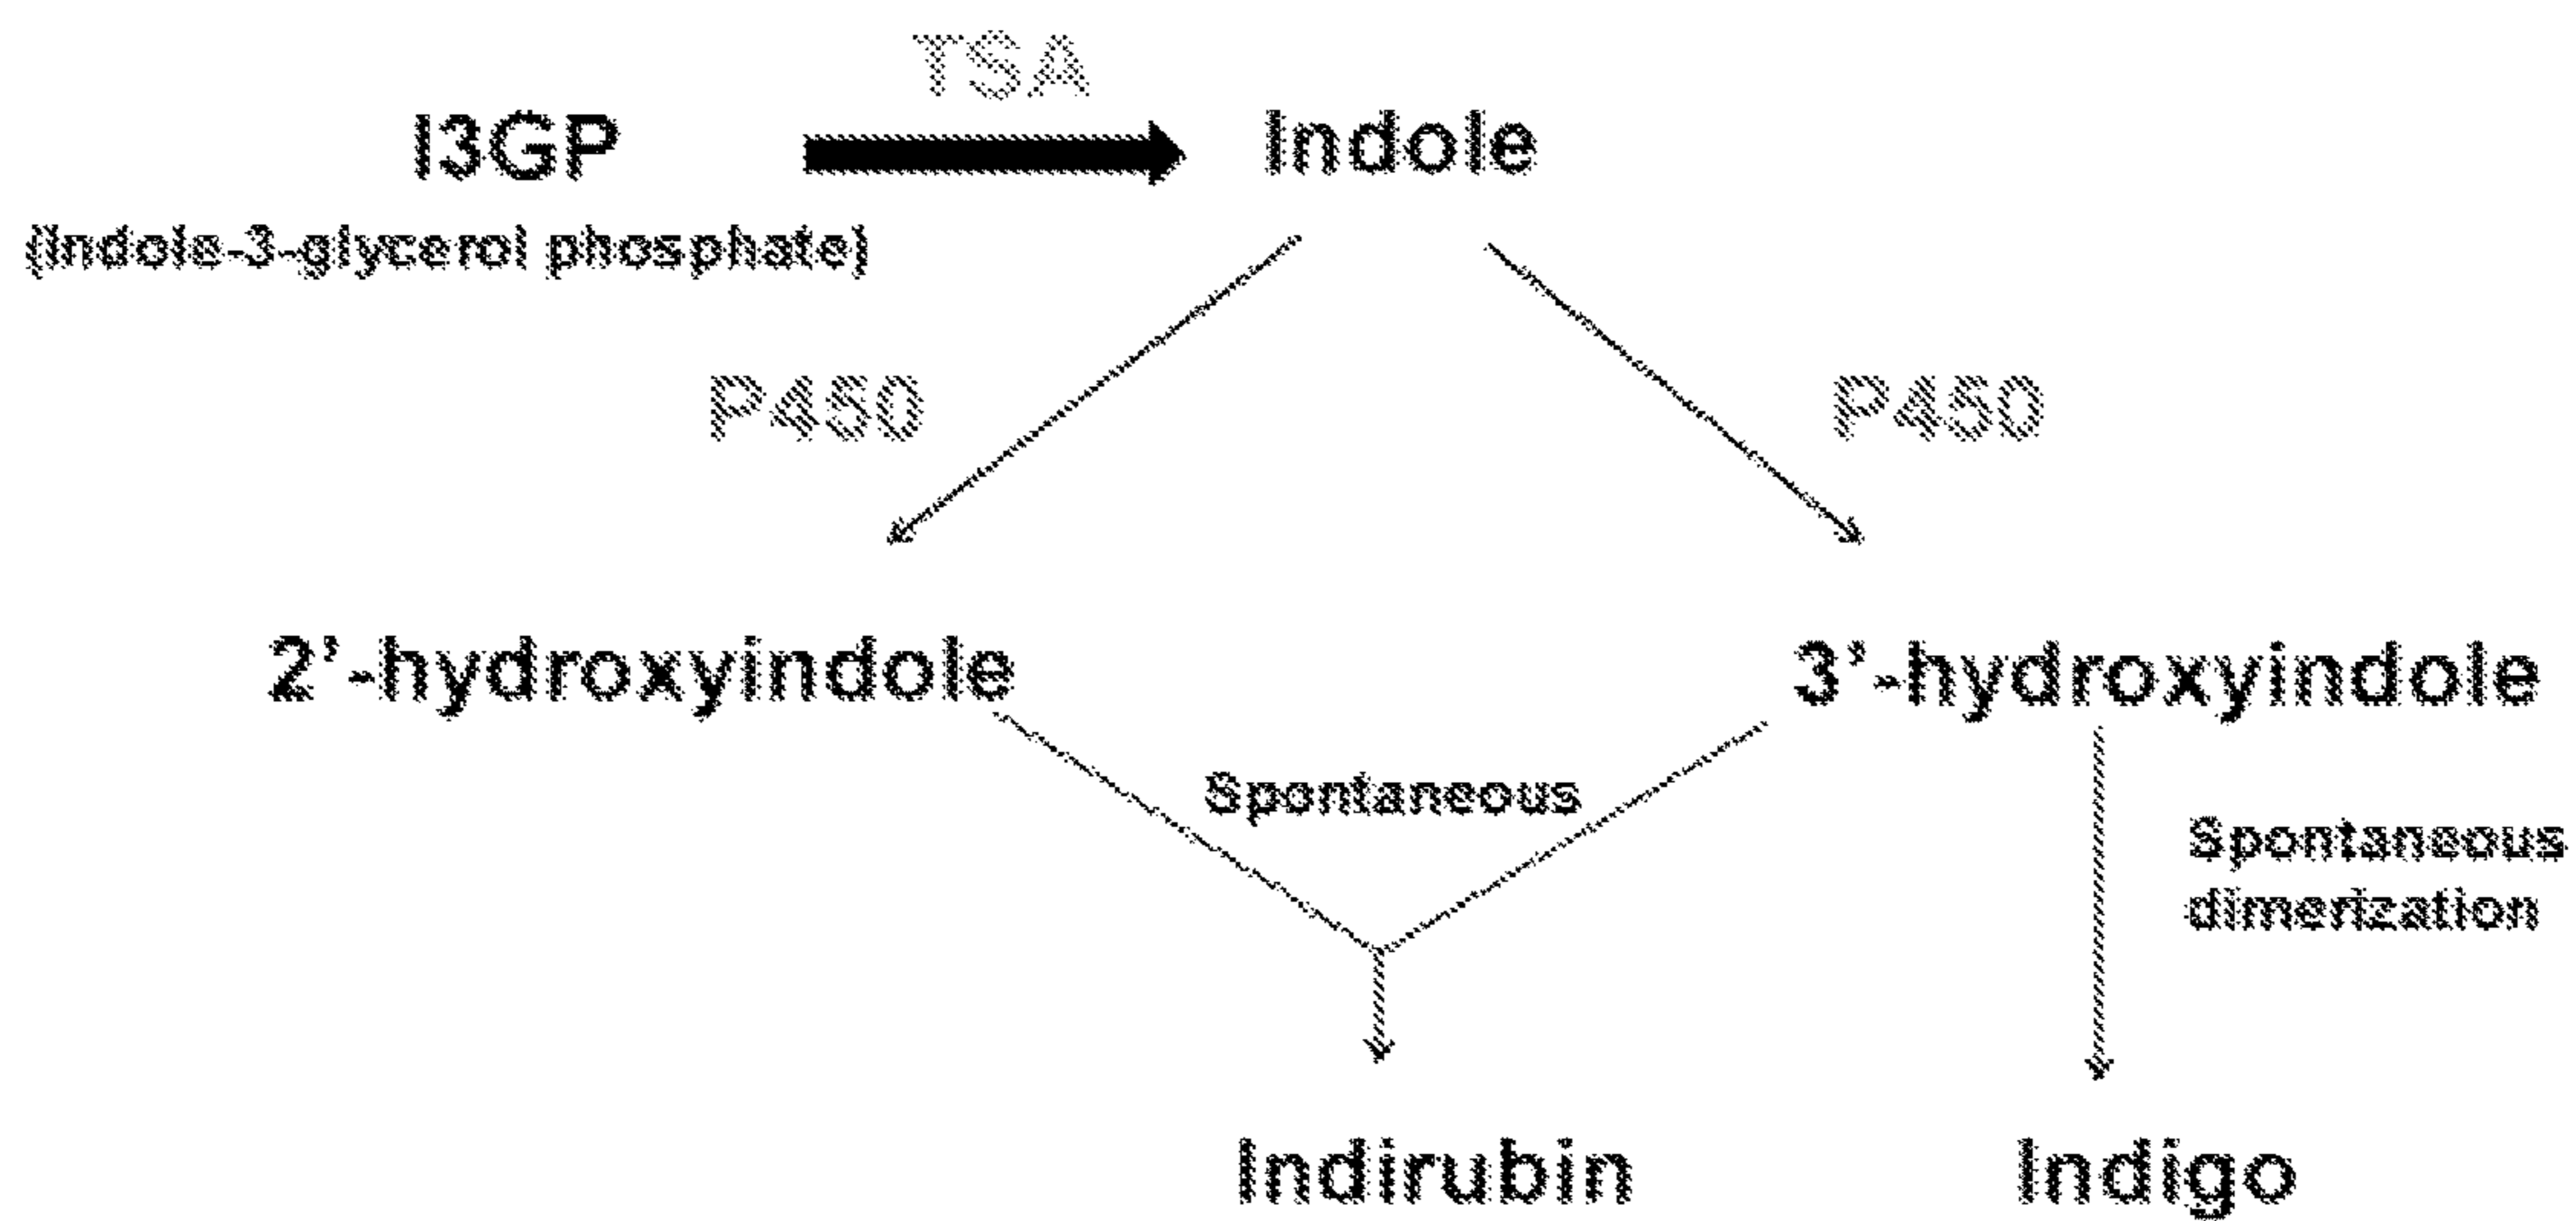 TSA
I3GP
Indole
(indole-3-glycerol phosphate)
P450
P450
2'-hydroxyindole
3'-hydroxyindole
Spontaneous
Spontaneous
dimerization
Indirubin
Indigo